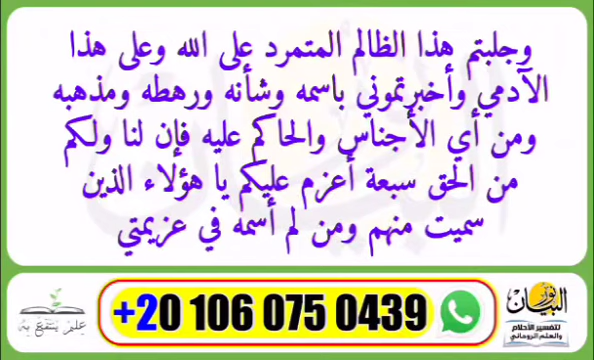 وجلبتم هذا الظالم المتمرد على الله وعلى هذا
الآدمي وأخبرتموني باسمه وشأنه ورهطه ومذهبه
ومن أي الأجناس والحاكم عليه فإن لنا ولكم
من الحق سبعة أعزم عليكم يا هؤلاء الذين
سميت منهم ومن لم أسمه في عزيمتي
علم ينتفع به
+20 106 075 0439
نور
البيان
لتفسير الأحلام
والعلم الروحاني